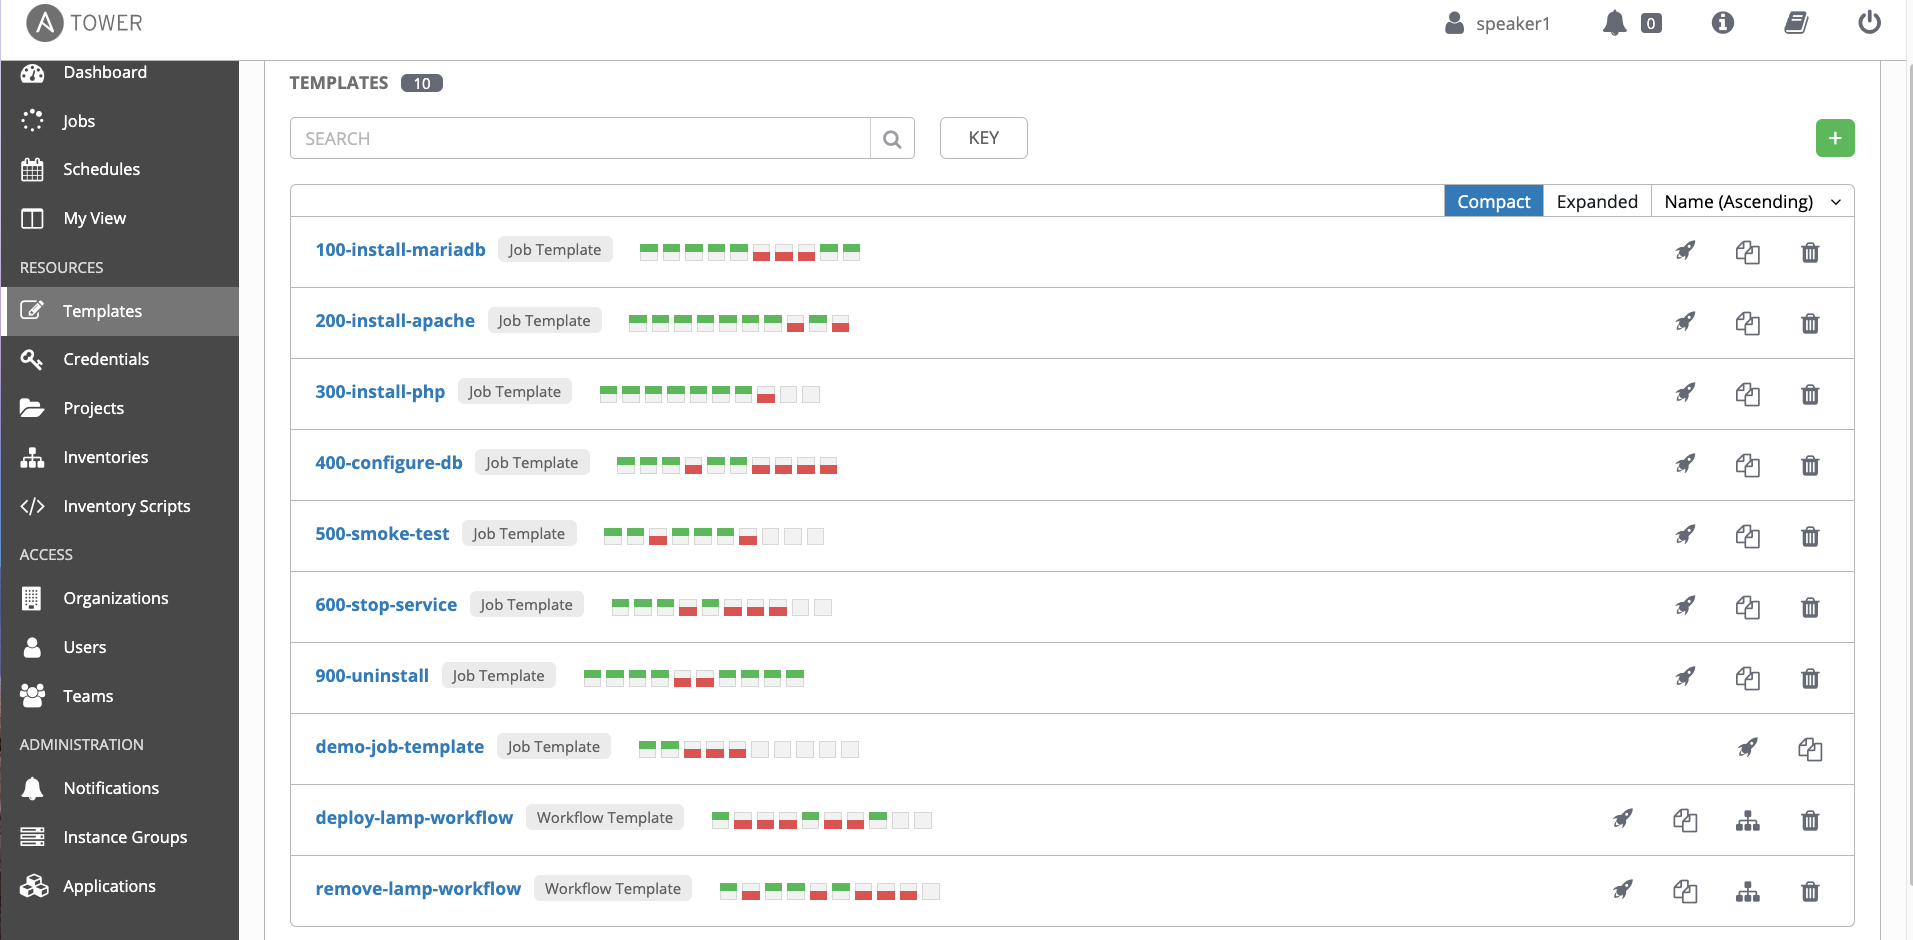 A TOWER
speaker1
0
Dashboard
Jobs
Schedules
My View
RESOURCES
Templates
Credentials
Projects
Inventories
Inventory Scripts
ACCESS
Organizations
Users
Teams
ADMINISTRATION
Notifications
Instance Groups
Applications
TEMPLATES 10
SEARCH
KEY
+
Compact Expanded Name (Ascending)
100-install-mariadb Job Template
200-install-apache Job Template
300-install-php Job Template
400-configure-db Job Template
500-smoke-test Job Template
600-stop-service Job Template
900-uninstall Job Template
demo-job-template Job Template
deploy-lamp-workflow Workflow Template
remove-lamp-workflow Workflow Template